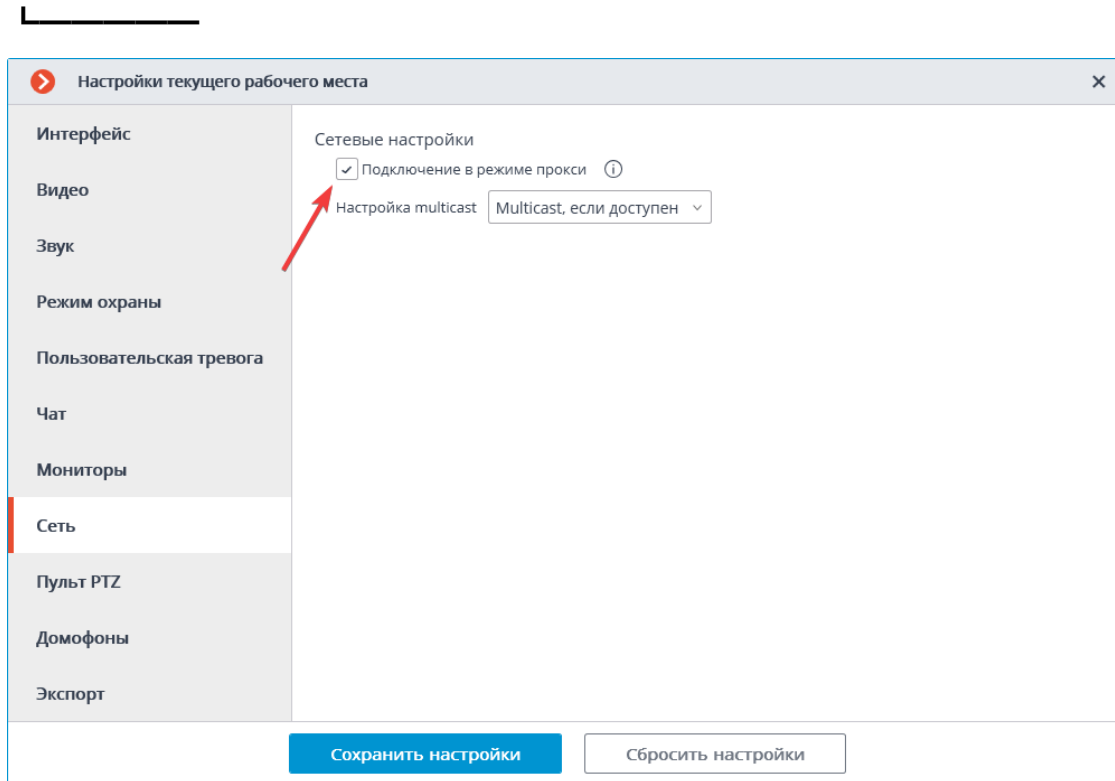 Настройки текущего рабочего места
Интерфейс
Видео
Звук
Режим охраны
Пользовательская тревога
Чат
Мониторы
Сеть
Пульт PTZ
Домофоны
Экспорт
Сетевые настройки
Подключение в режиме прокси
Настройка multicast Multicast, если доступен
Сохранить настройки Сбросить настройки